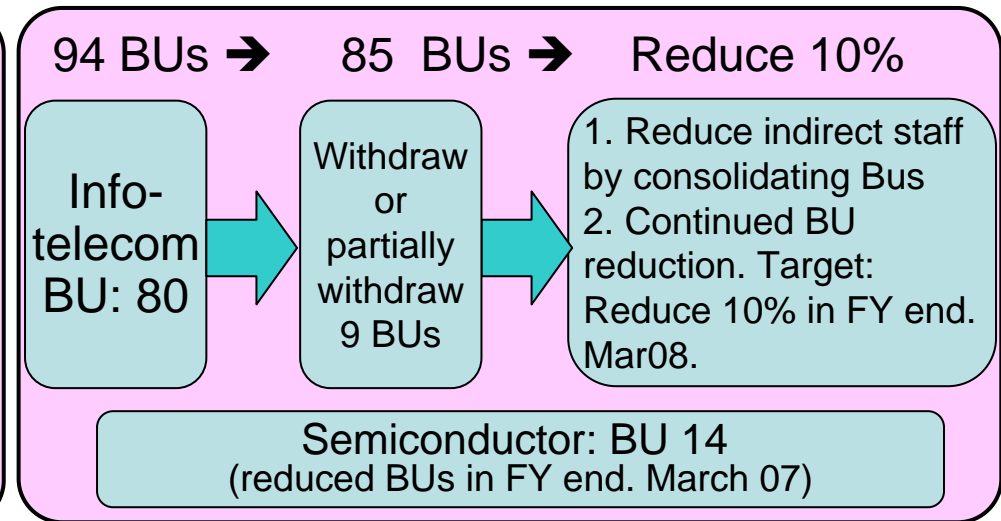 94 BUs ➔ 85 BUs ➔ Reduce 10%
Info-
telecom
BU: 80
Withdraw
or
partially
withdraw
9 BUs
1. Reduce indirect staff
by consolidating Bus
2. Continued BU
reduction. Target:
Reduce 10% in FY end.
Mar08.
Semiconductor: BU 14
(reduced BUs in FY end. March 07)